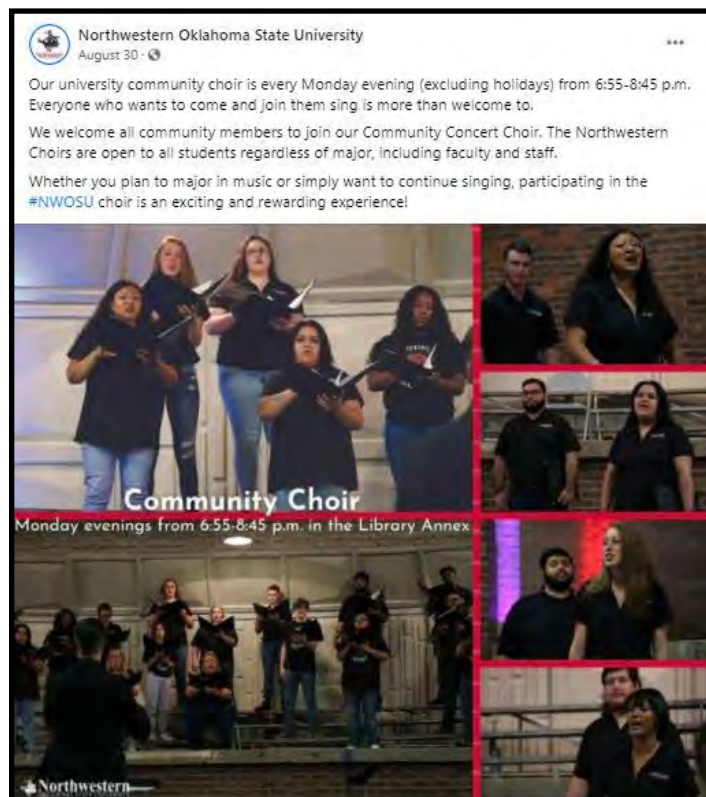 Northwestern Oklahoma State University
August 30 ·
Our university community choir is every Monday evening (excluding holidays) from 6:55-8:45 p.m.
Everyone who wants to come and join them sing is more than welcome to.
We welcome all community members to join our Community Concert Choir. The Northwestern
Choirs are open to all students regardless of major, including faculty and staff.
Whether you plan to major in music or simply want to continue singing, participating in the
#NWOSU choir is an exciting and rewarding experience!
Community Choir
Monday evenings from 6:55-8:45 p.m. in the Library Annex
Northwestern